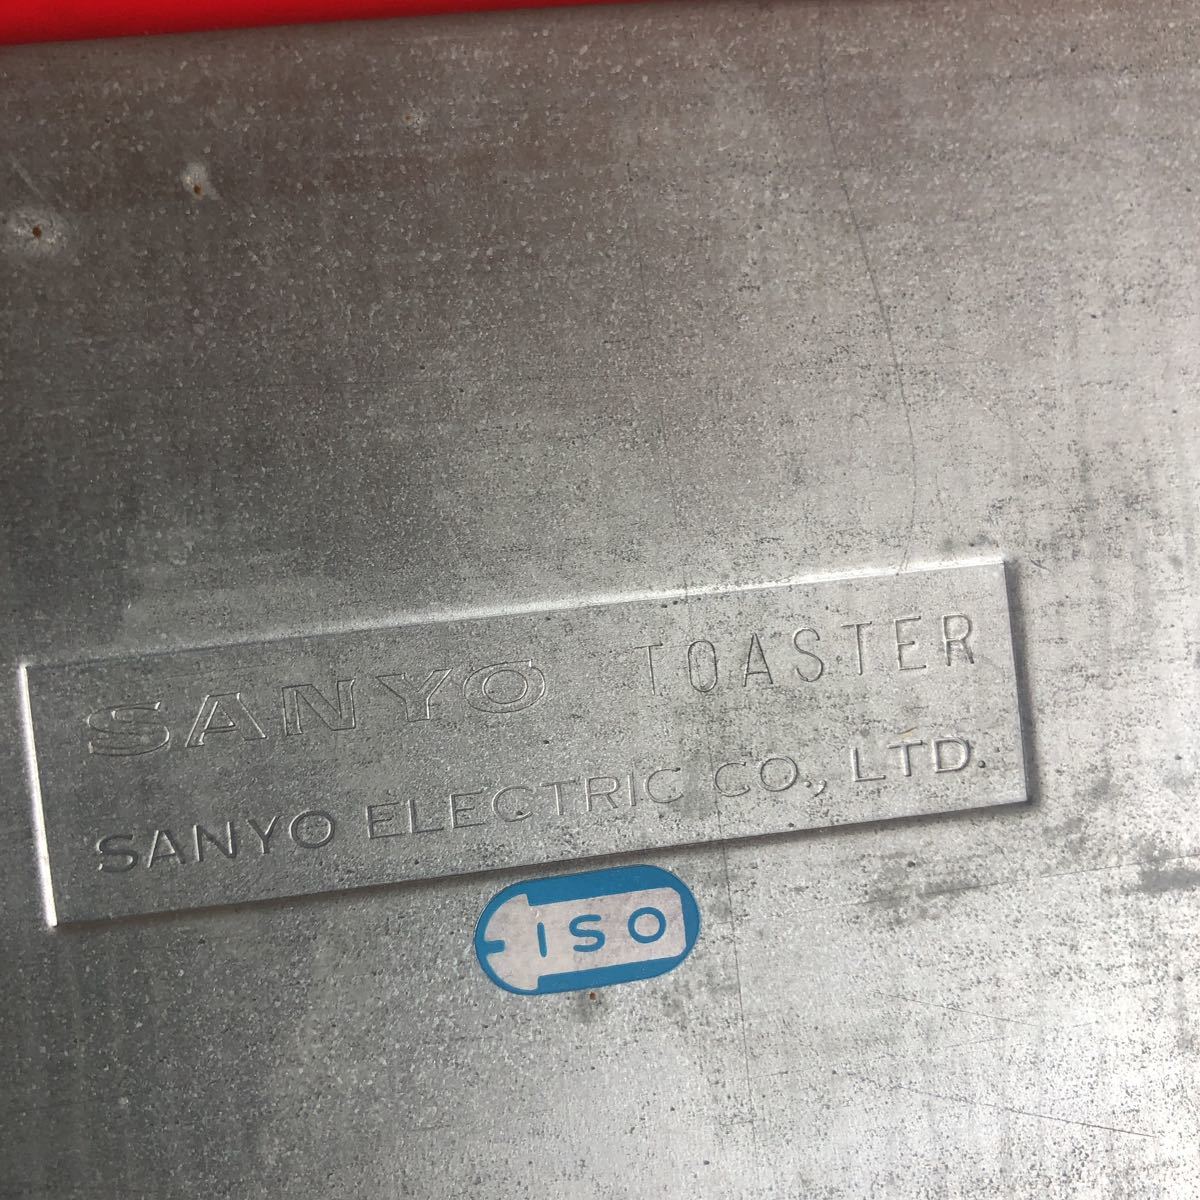 SANYO TOASTER
SANYO ELECTRIC CO., LTD.
ISO